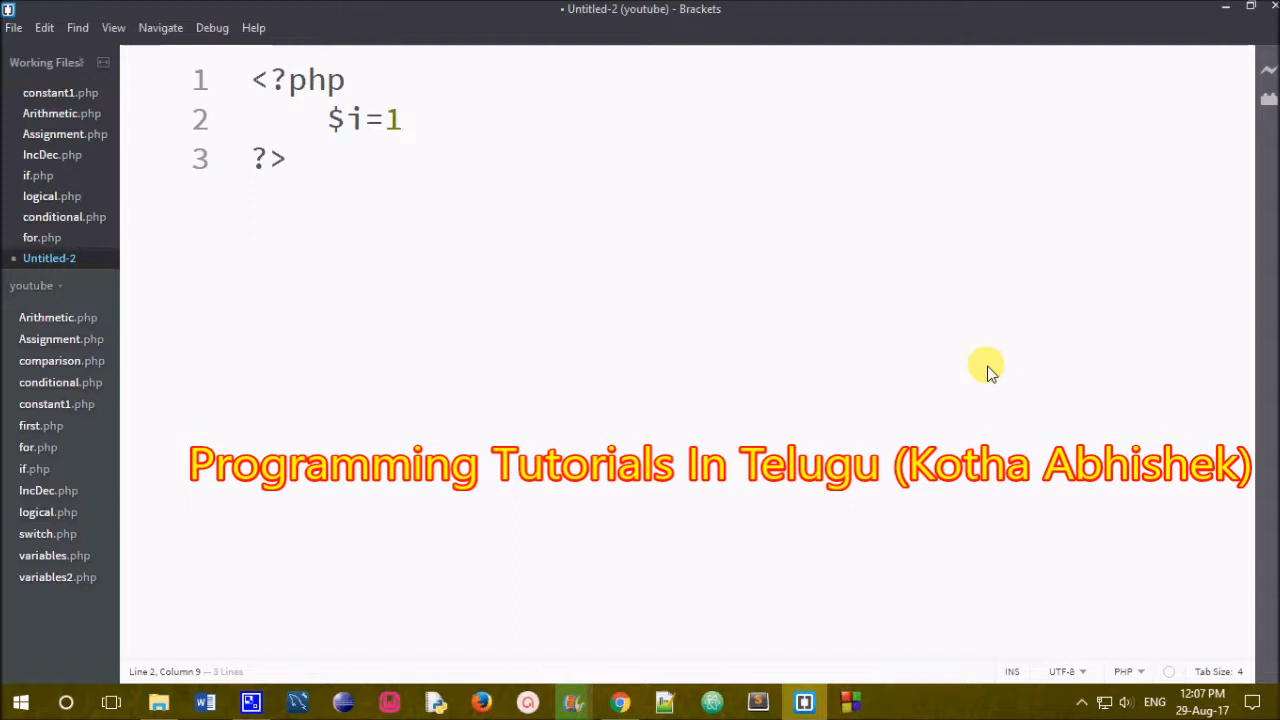 • Untitled-2 (youtube) - Brackets
File Edit Find View Navigate Debug Help
Working Files
constant1.php
Arithmetic.php
Assignment.php
IncDec.php
if.php
logical.php
conditional.php
for.php
Untitled-2
youtube
Arithmetic.php
Assignment.php
comparison.php
conditional.php
constant1.php
first.php
for.php
if.php
IncDec.php
logical.php
switch.php
variables.php
variables2.php
1 <?php
2 $i=1
3 ?>
Programming Tutorials In Telugu (Kotha Abhishek)
Line 2, Column 9 — 3 Lines
INS UTF-8 PHP Tab Size: 4
ENG
12:07 PM
29-Aug-17